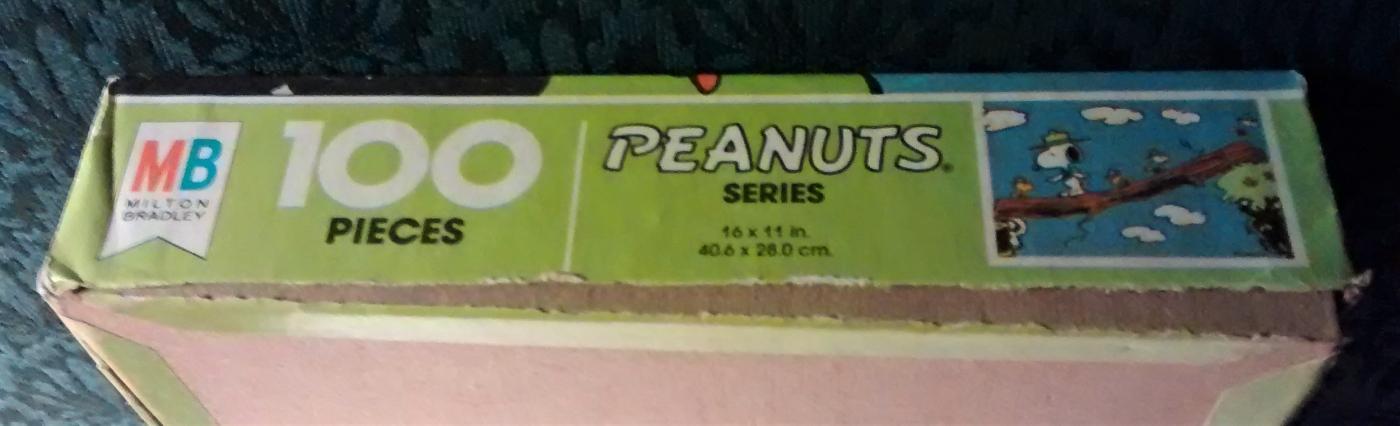 MB
MILTON
BRADLEY
100
PIECES
PEANUTS®
SERIES
16 x 11 in.
40.6 x 28.0 cm.